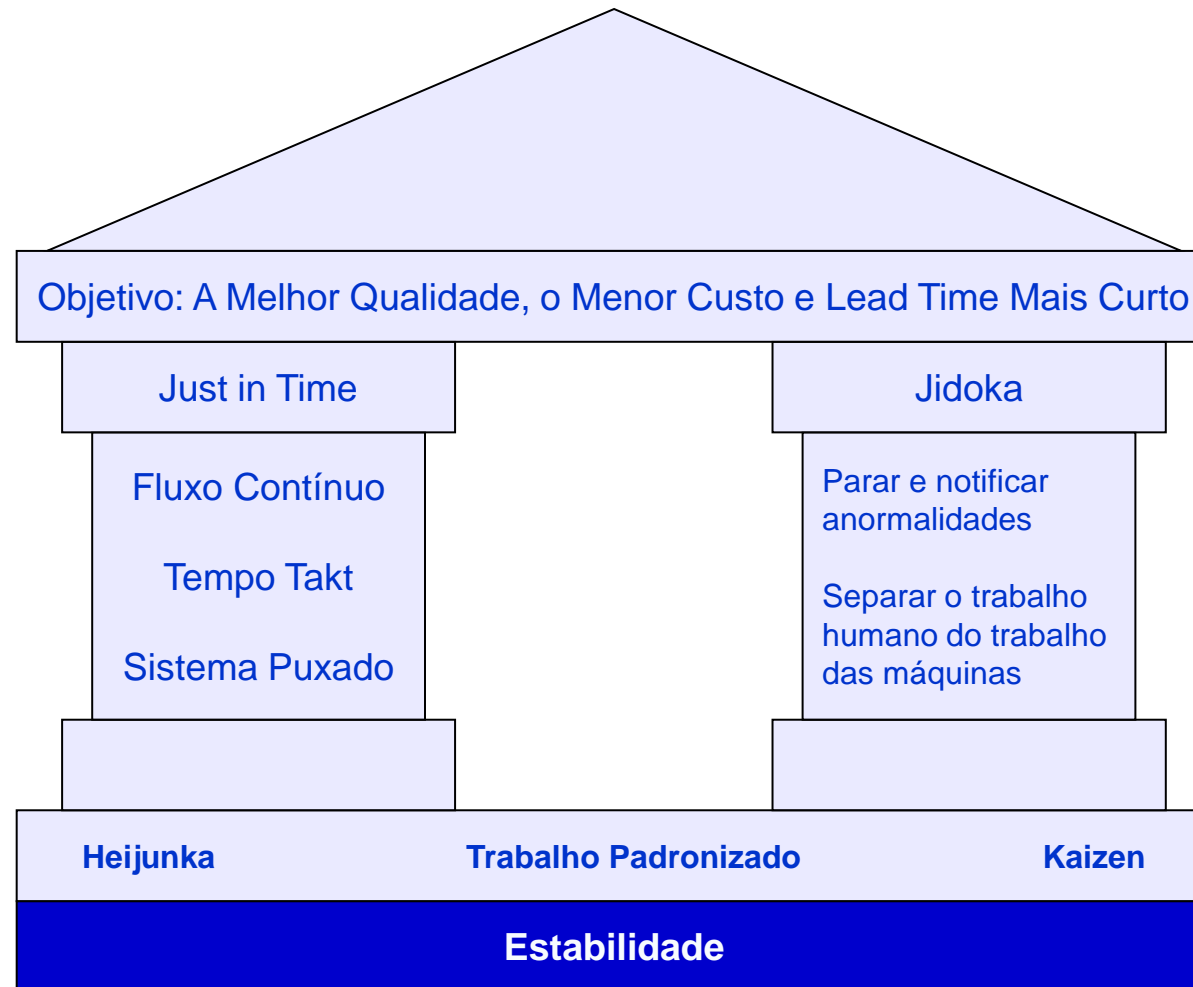 Objetivo: A Melhor Qualidade, o Menor Custo e Lead Time Mais Curto
Just in Time
Fluxo Contínuo
Tempo Takt
Sistema Puxado
Jidoka
Parar e notificar
anormalidades
Separar o trabalho
humano do trabalho
das máquinas
Heijunka
Trabalho Padronizado
Kaizen
Estabilidade